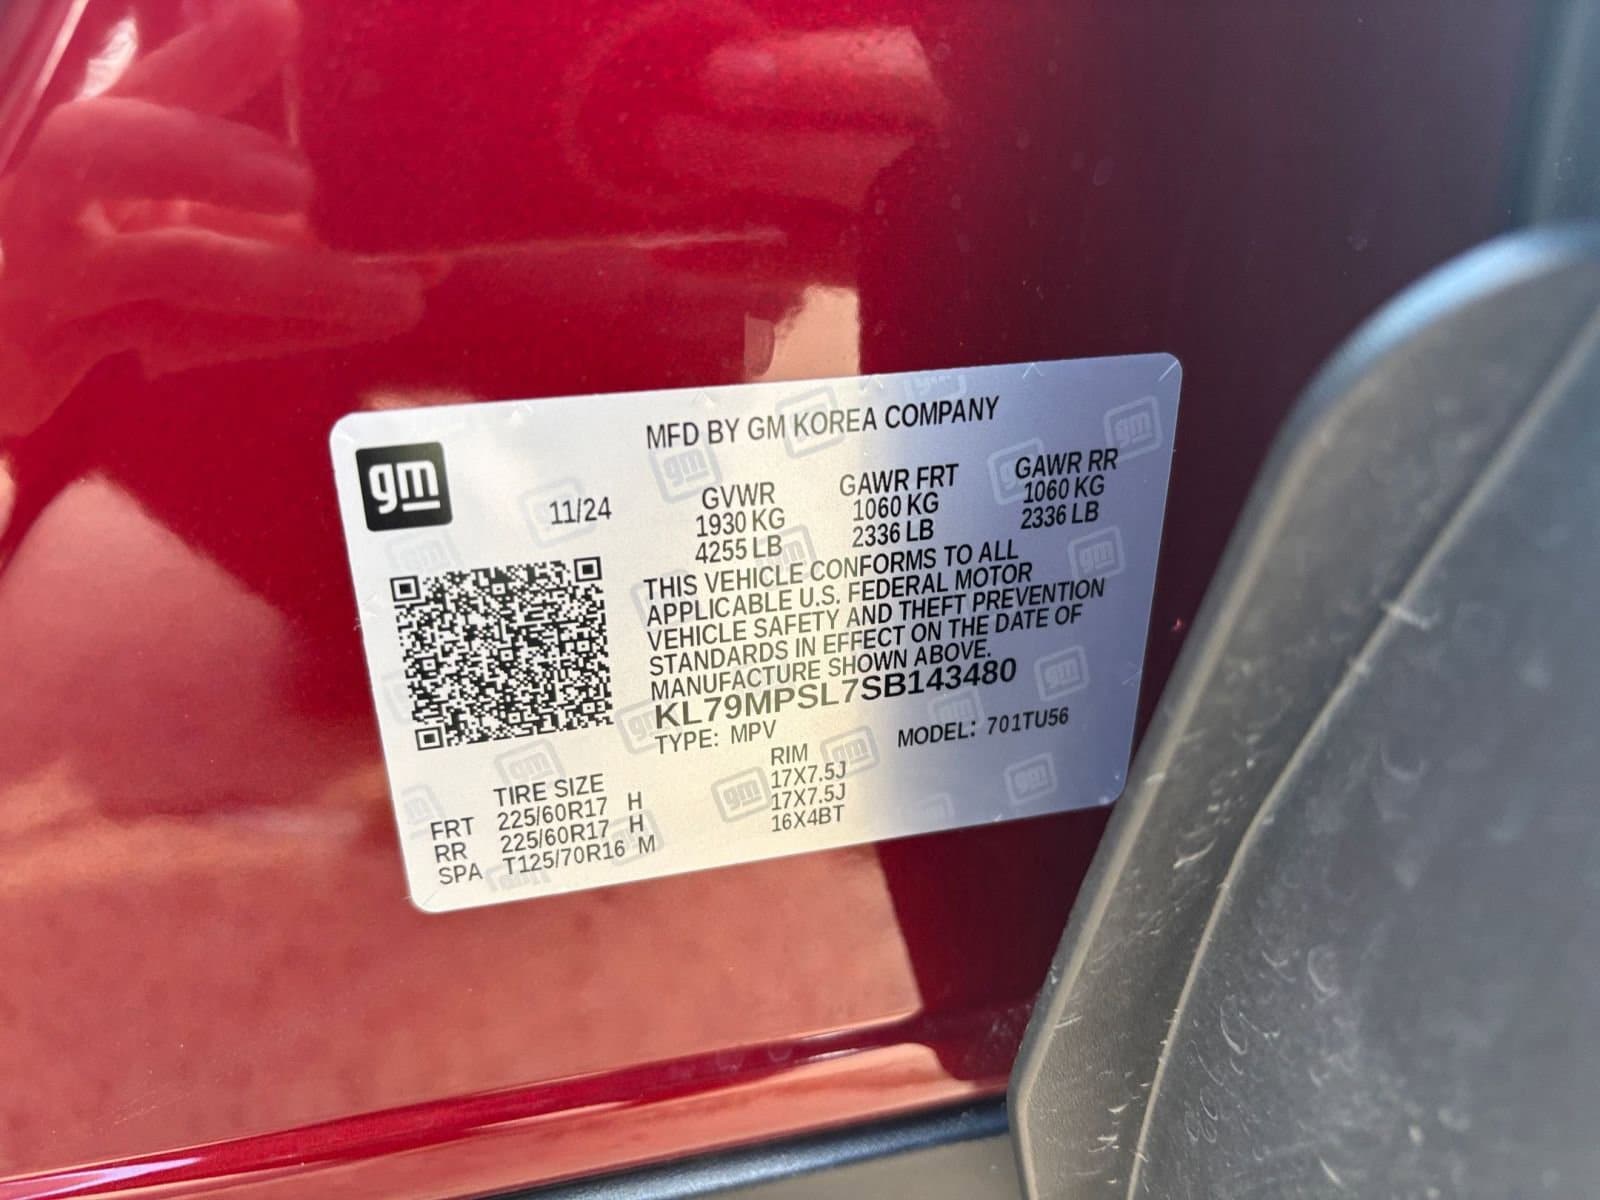 MFD BY GM KOREA COMPANY
gm
11/24
GVWR GAWR FRT GAWR RR
1930 KG 1060 KG 1060 KG
4255 LB 2336 LB 2336 LB
THIS VEHICLE CONFORMS TO ALL
APPLICABLE U.S. FEDERAL MOTOR
VEHICLE SAFETY AND THEFT PREVENTION
STANDARDS IN EFFECT ON THE DATE OF
MANUFACTURE SHOWN ABOVE.
KL79MPSL7SB143480
TYPE: MPV MODEL: 701TU56
TIRE SIZE RIM
FRT 225/60R17 H 17X7.5J
RR 225/60R17 H 17X7.5J
SPA T125/70R16 M 16X4BT